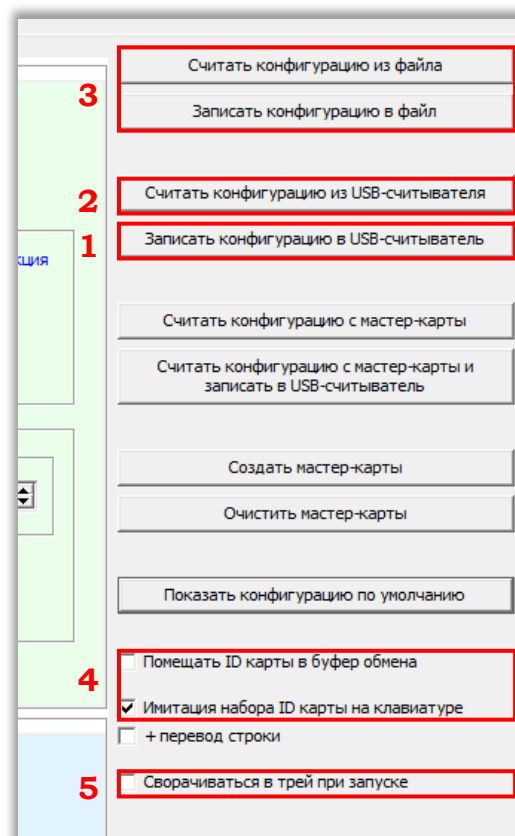 3
Считать конфигурацию из файла
Записать конфигурацию в файл
2
Считать конфигурацию из USB-считывателя
1
Записать конфигурацию в USB-считыватель
кция
Считать конфигурацию с мастер-карты
Считать конфигурацию с мастер-карты и
записать в USB-считыватель
Создать мастер-карты
Очистить мастер-карты
Показать конфигурацию по умолчанию
4
Помещать ID карты в буфер обмена
Имитация набора ID карты на клавиатуре
+ перевод строки
5
Сворачиваться в трей при запуске